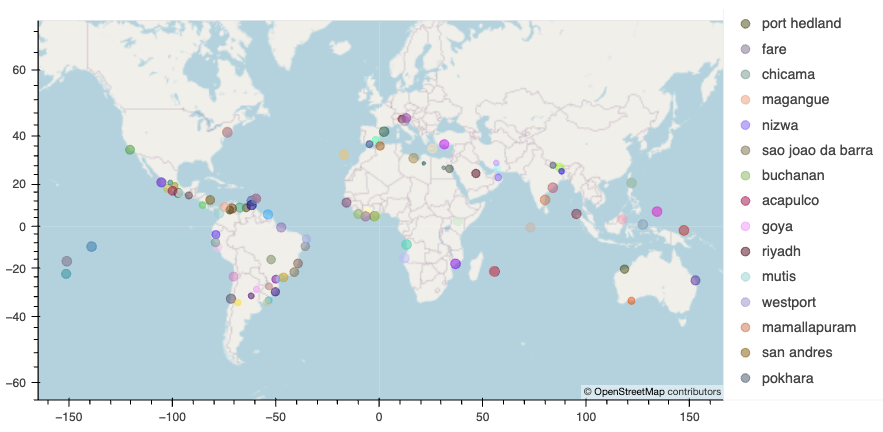 60
40
20
0
−20
−40
−60
−150
−100
−50
0
50
100
150
© OpenStreetMap contributors
port hedland
fare
chicama
magangue
nizwa
sao joao da barra
buchanan
acapulco
goya
riyadh
mutis
westport
mamallapuram
san andres
pokhara